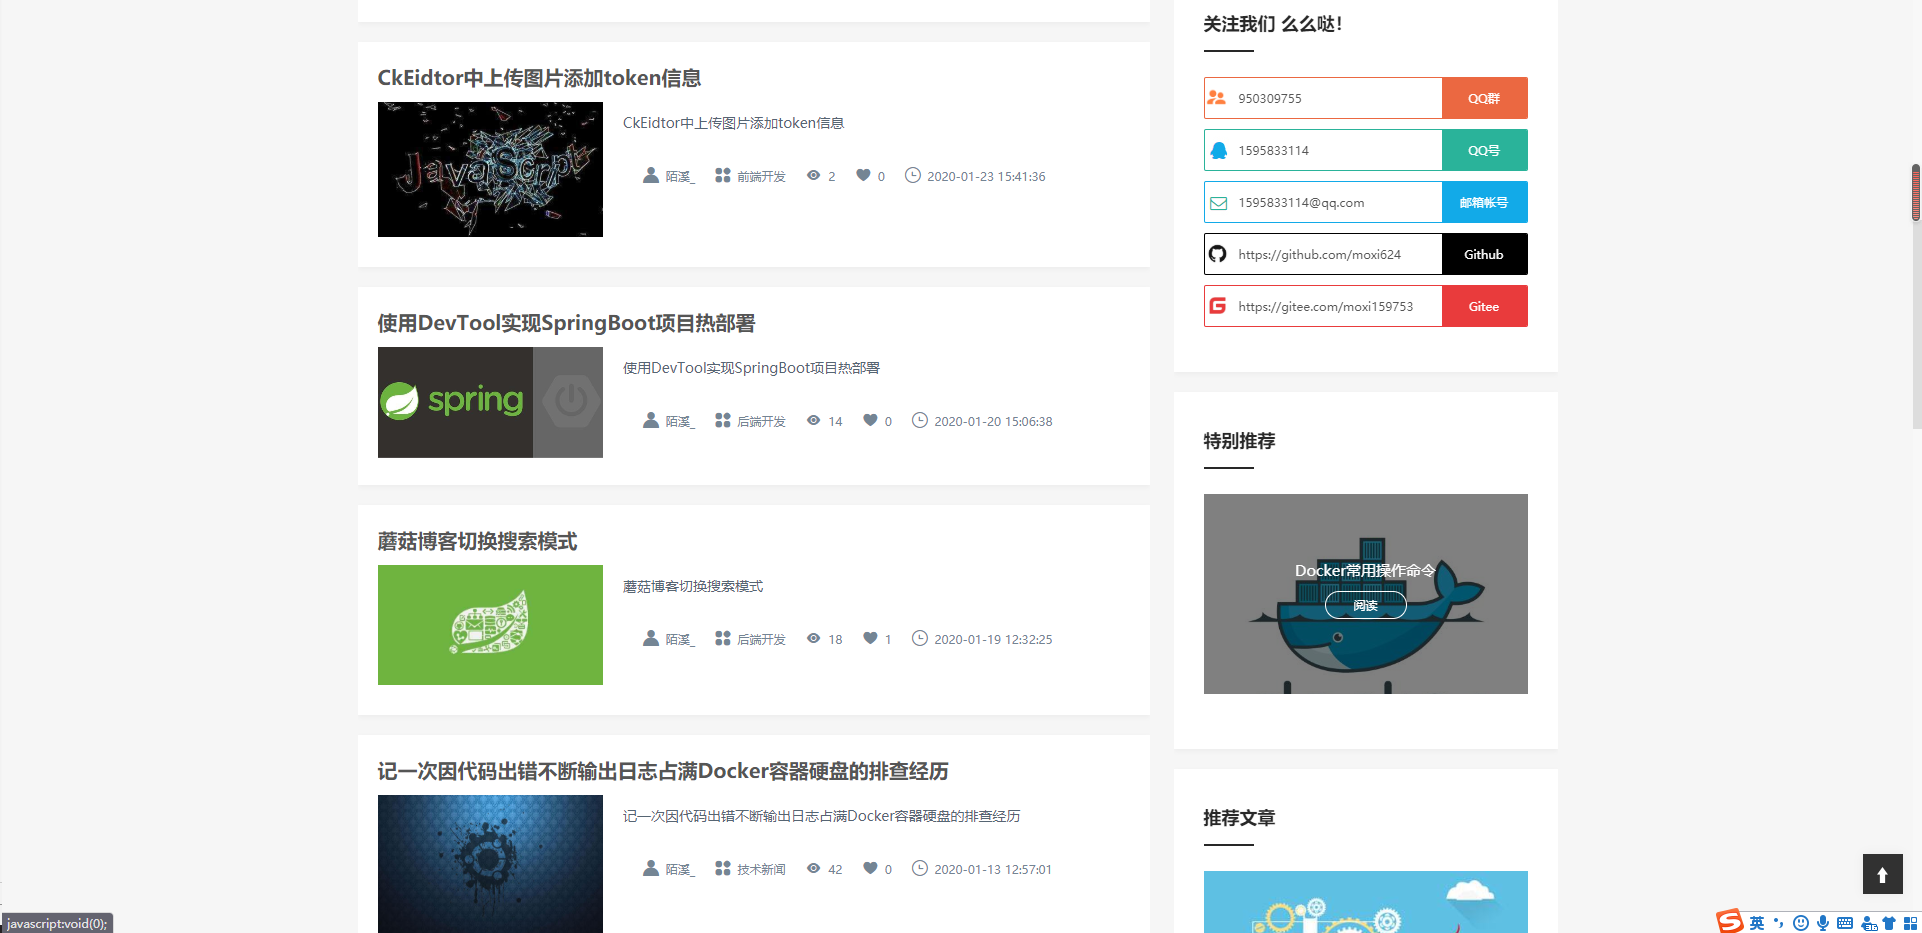 CkEidtor中上传图片添加token信息
JavaScript
CkEidtor中上传图片添加token信息
陌溪_ 前端开发 2 0 2020-01-23 15:41:36
使用DevTool实现SpringBoot项目热部署
spring
使用DevTool实现SpringBoot项目热部署
陌溪_ 后端开发 14 0 2020-01-20 15:06:38
蘑菇博客切换搜索模式
蘑菇博客切换搜索模式
陌溪_ 后端开发 18 1 2020-01-19 12:32:25
记一次因代码出错不断输出日志占满Docker容器硬盘的排查经历
记一次因代码出错不断输出日志占满Docker容器硬盘的排查经历
陌溪_ 技术新闻 42 0 2020-01-13 12:57:01
关注我们 么么哒!
950309755 QQ群
1595833114 QQ号
1595833114@qq.com 邮箱帐号
https://github.com/moxi624 Github
https://gitee.com/moxi159753 Gitee
特别推荐
Docker常用操作命令
阅读
推荐文章
javascript:void(0);
英